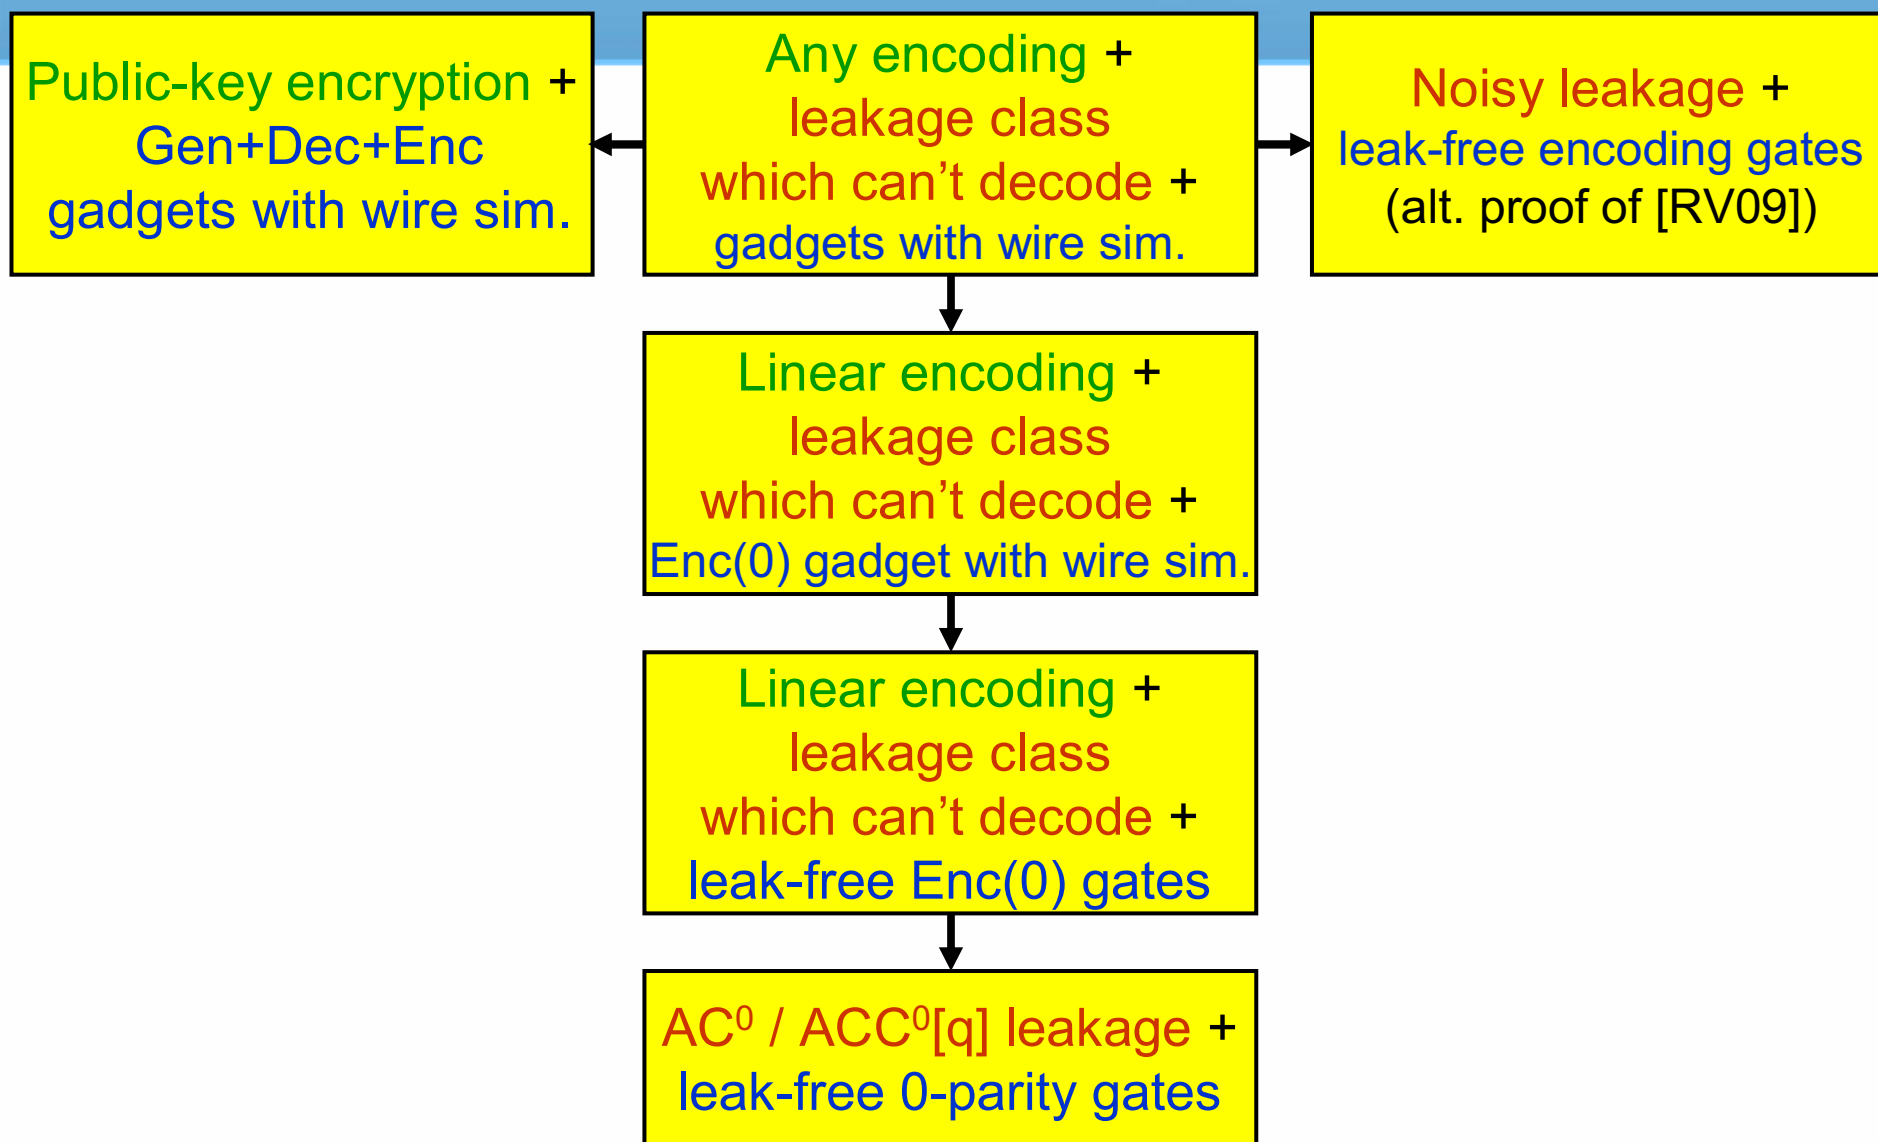 Public-key encryption +
Gen+Dec+Enc
gadgets with wire sim.
Any encoding +
leakage class
which can’t decode +
gadgets with wire sim.
Noisy leakage +
leak-free encoding gates
(alt. proof of [RV09])
Linear encoding +
leakage class
which can’t decode +
Enc(0) gadget with wire sim.
Linear encoding +
leakage class
which can’t decode +
leak-free Enc(0) gates
AC⁰ / ACC⁰[q] leakage +
leak-free 0-parity gates